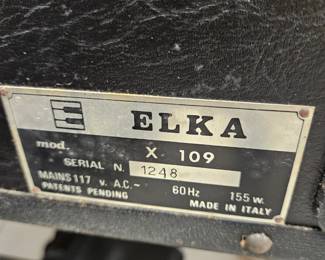 ELKA
mod. X 109
SERIAL N. 1248
MAINS 117 v. A.C~ 60Hz 155 w.
PATENTS PENDING MADE IN ITALY